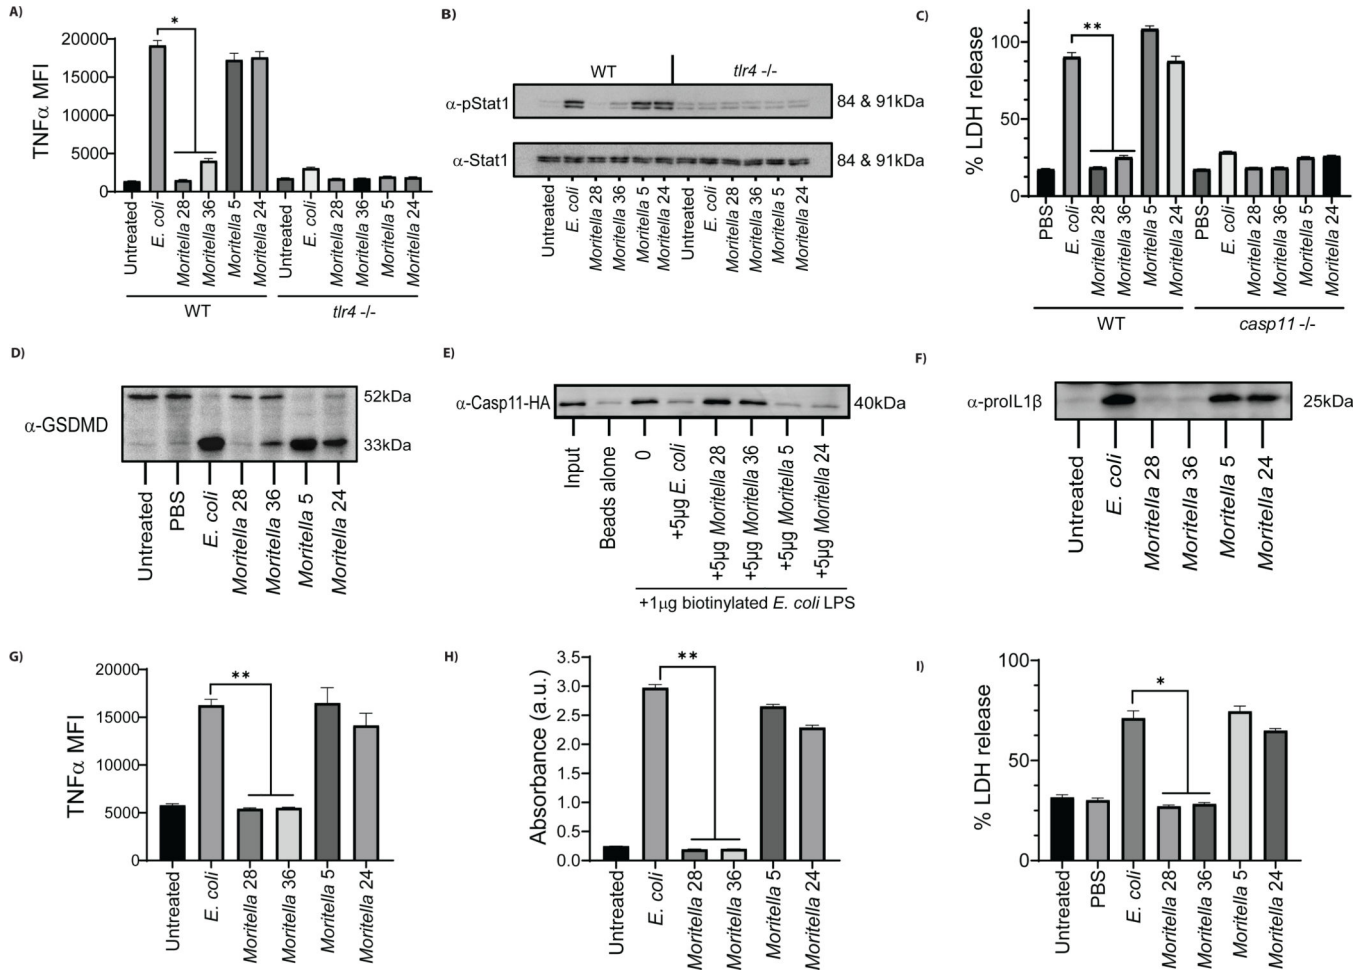 A)
TNFα MFI
20000
15000
10000
5000
0
*
Untreated
E. coli
Moritella 28
Moritella 36
Moritella 5
Moritella 24
Untreated
E. coli
Moritella 28
Moritella 36
Moritella 5
Moritella 24
WT
tlr4 -/-
B)
WT
tlr4 -/-
α-pStat1
84 & 91kDa
α-Stat1
84 & 91kDa
Untreated
E. coli
Moritella 28
Moritella 36
Moritella 5
Moritella 24
Untreated
E. coli
Moritella 28
Moritella 36
Moritella 5
Moritella 24
C)
% LDH release
100
50
0
**
PBS
E. coli
Moritella 28
Moritella 36
Moritella 5
Moritella 24
PBS
E. coli
Moritella 28
Moritella 36
Moritella 5
Moritella 24
WT
casp11 -/-
D)
α-GSDMD
52kDa
33kDa
Untreated
PBS
E. coli
Moritella 28
Moritella 36
Moritella 5
Moritella 24
E)
α-Casp11-HA
40kDa
Input
Beads alone
0
+5μg E. coli
+5μg Moritella 28
+5μg Moritella 36
+5μg Moritella 5
+5μg Moritella 24
+1μg biotinylated E. coli LPS
F)
α-proIL1β
25kDa
Untreated
E. coli
Moritella 28
Moritella 36
Moritella 5
Moritella 24
G)
TNFα MFI
20000
15000
10000
5000
0
**
Untreated
E. coli
Moritella 28
Moritella 36
Moritella 5
Moritella 24
H)
Absorbance (a.u.)
3.5
3.0
2.5
2.0
1.5
1.0
0.5
0.0
**
Untreated
E. coli
Moritella 28
Moritella 36
Moritella 5
Moritella 24
I)
% LDH release
100
50
0
*
Untreated
PBS
E. coli
Moritella 28
Moritella 36
Moritella 5
Moritella 24